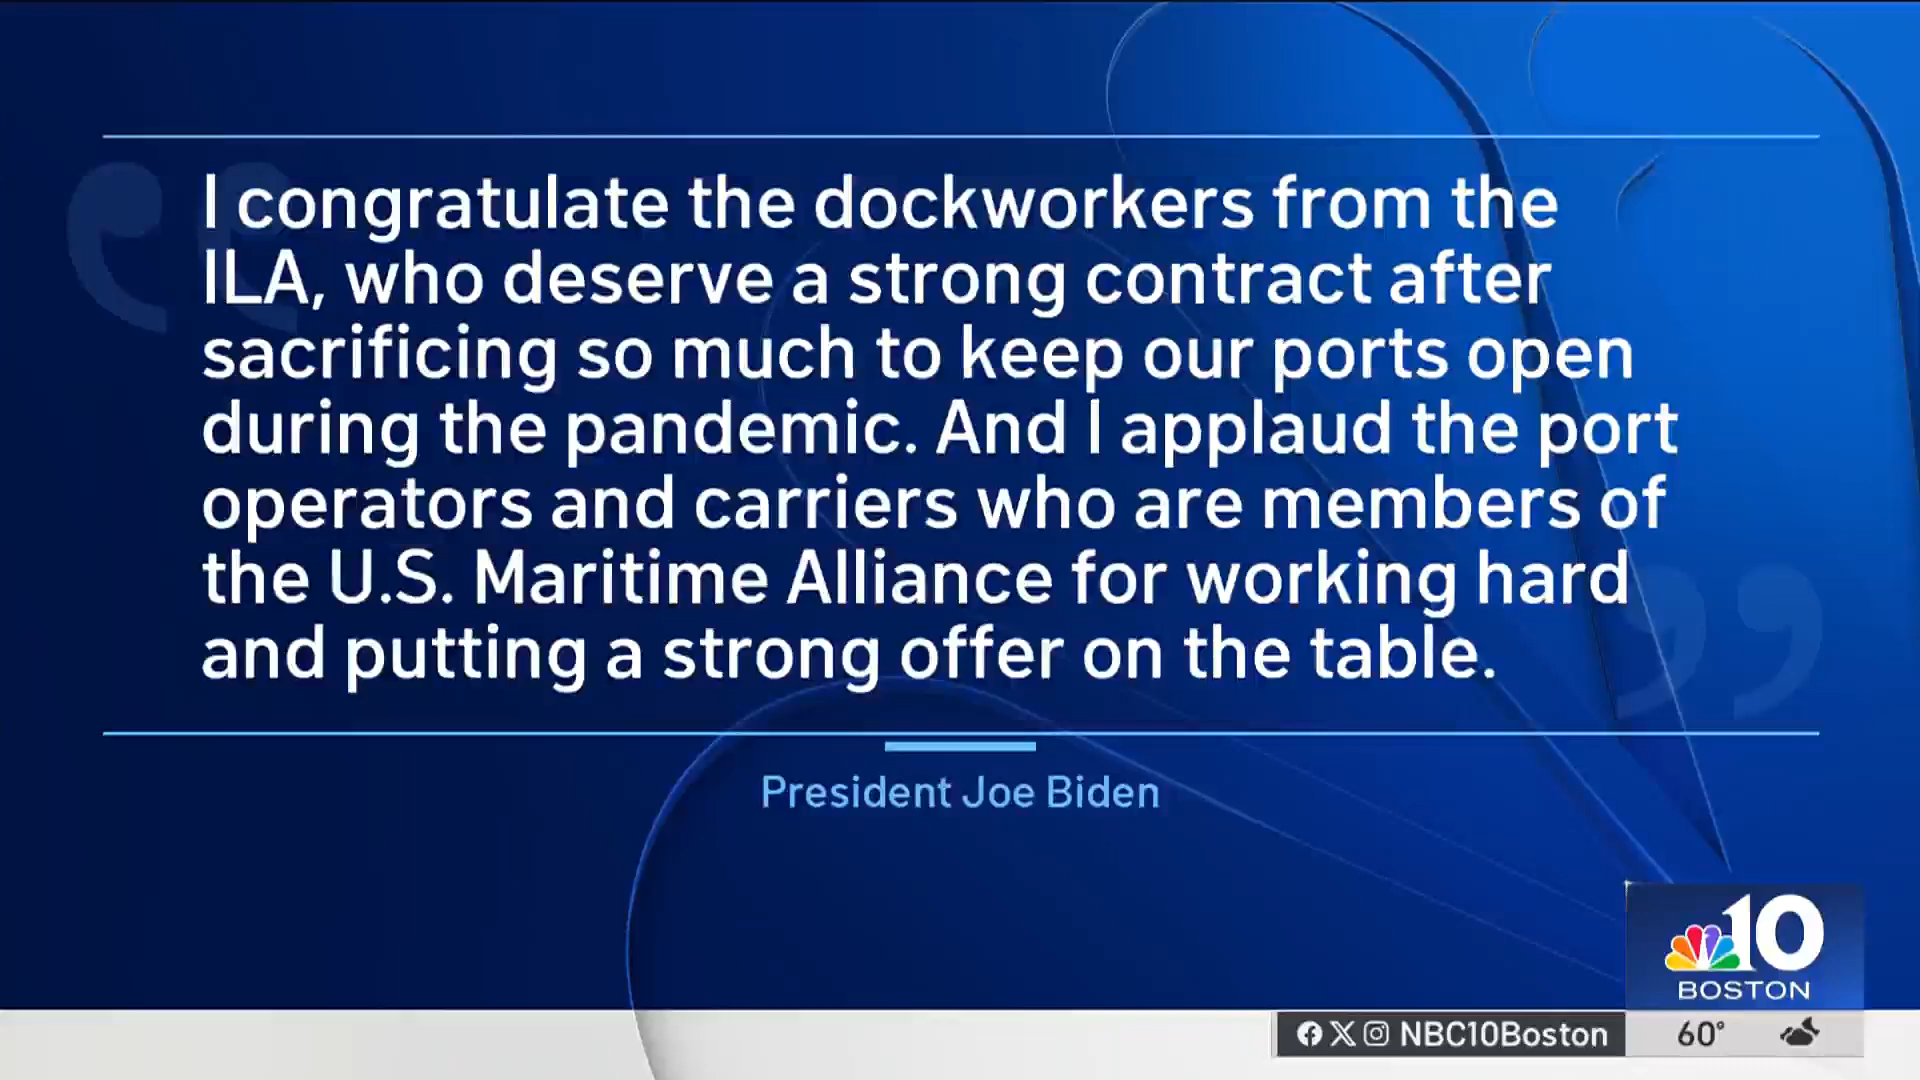 I congratulate the dockworkers from the
ILA, who deserve a strong contract after
sacrificing so much to keep our ports open
during the pandemic. And I applaud the port
operators and carriers who are members of
the U.S. Maritime Alliance for working hard
and putting a strong offer on the table.
President Joe Biden
10
BOSTON
NBC10Boston
60°